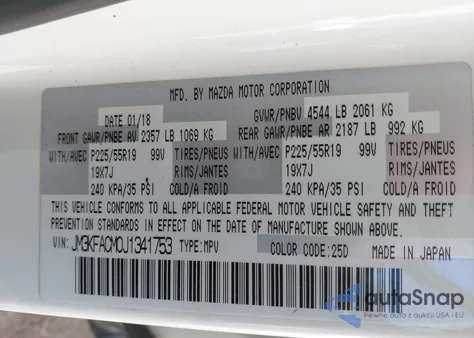 MFD. BY MAZDA MOTOR CORPORATION
DATE 01/18 GVWR/PNBV 4544 LB 2061 KG
FRONT GAWR/PNBE AV 2357 LB 1069 KG REAR GAWR/PNBE AR 2187 LB 992 KG
WITH/AVEC P225/55R19 99V TIRES/PNEUS WITH/AVEC P225/55R19 99V TIRES/PNEUS
19X7J RIMS/JANTES 19X7J RIMS/JANTES
240 KPA/35 PSI COLD/A FROID 240 KPA/35 PSI COLD/A FROID
THIS VEHICLE CONFORMS TO ALL APPLICABLE FEDERAL MOTOR VEHICLE SAFETY AND THEFT
PREVENTION STANDARDS IN EFFECT ON THE DATE OF MANUFACTURE SHOWN ABOVE.
VIN: JM3KFACM0J1341753 TYPE:MPV COLOR CODE:25D MADE IN JAPAN
autoSnap
Pewne auto z aukcji USA